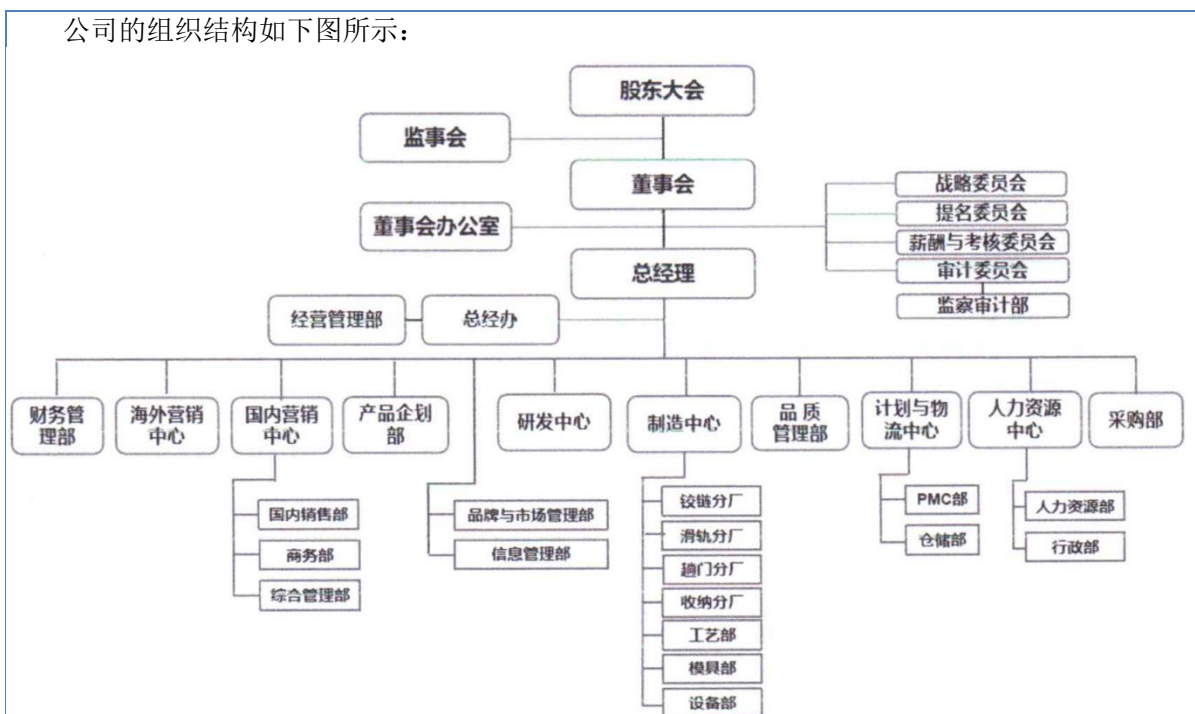 公司的组织结构如下图所示：
股东大会
监事会
董事会
战略委员会
提名委员会
董事会办公室
薪酬与考核委员会
总经理
审计委员会
监察审计部
经营管理部
总经办
财务管
理部
海外营销
中心
国内营销
中心
产品企划
部
研发中心
制造中心
品质
管理部
计划与物
流中心
人力资源
中心
采购部
国内销售部
商务部
综合管理部
品牌与市场管理部
信息管理部
铰链分厂
滑轨分厂
趟门分厂
收纳分厂
工艺部
模具部
设备部
PMC部
仓储部
人力资源部
行政部